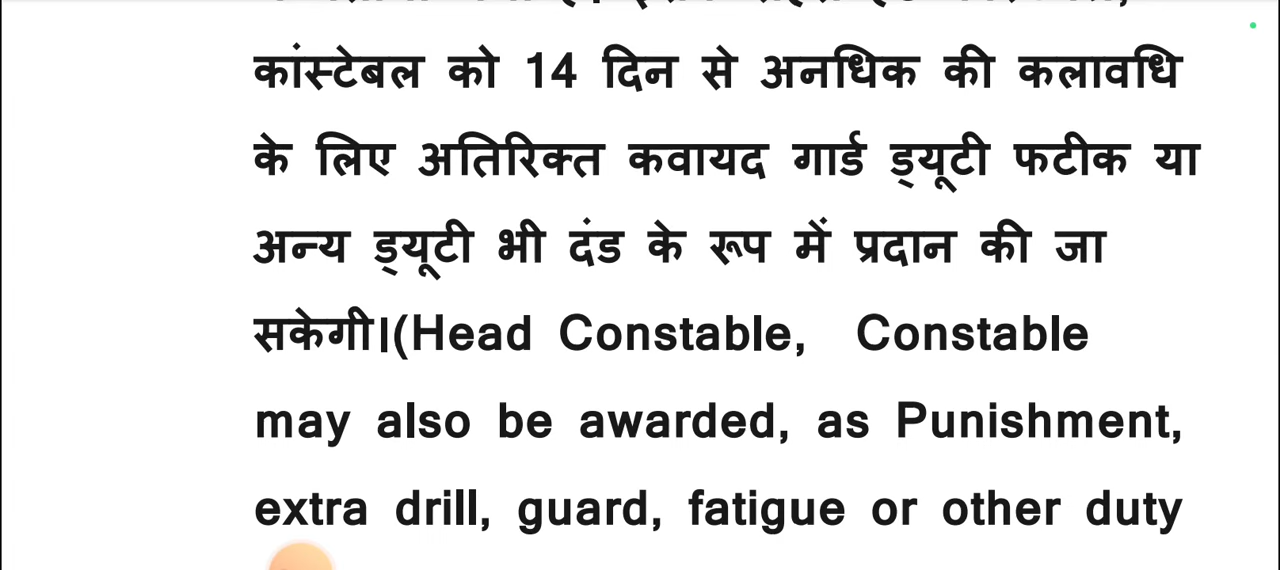 कांस्टेबल को 14 दिन से अनधिक की कलावधि
के लिए अतिरिक्त कवायद गार्ड ड्यूटी फटीक या
अन्य ड्यूटी भी दंड के रूप में प्रदान की जा
सकेगी।(Head Constable, Constable
may also be awarded, as Punishment,
extra drill, guard, fatigue or other duty